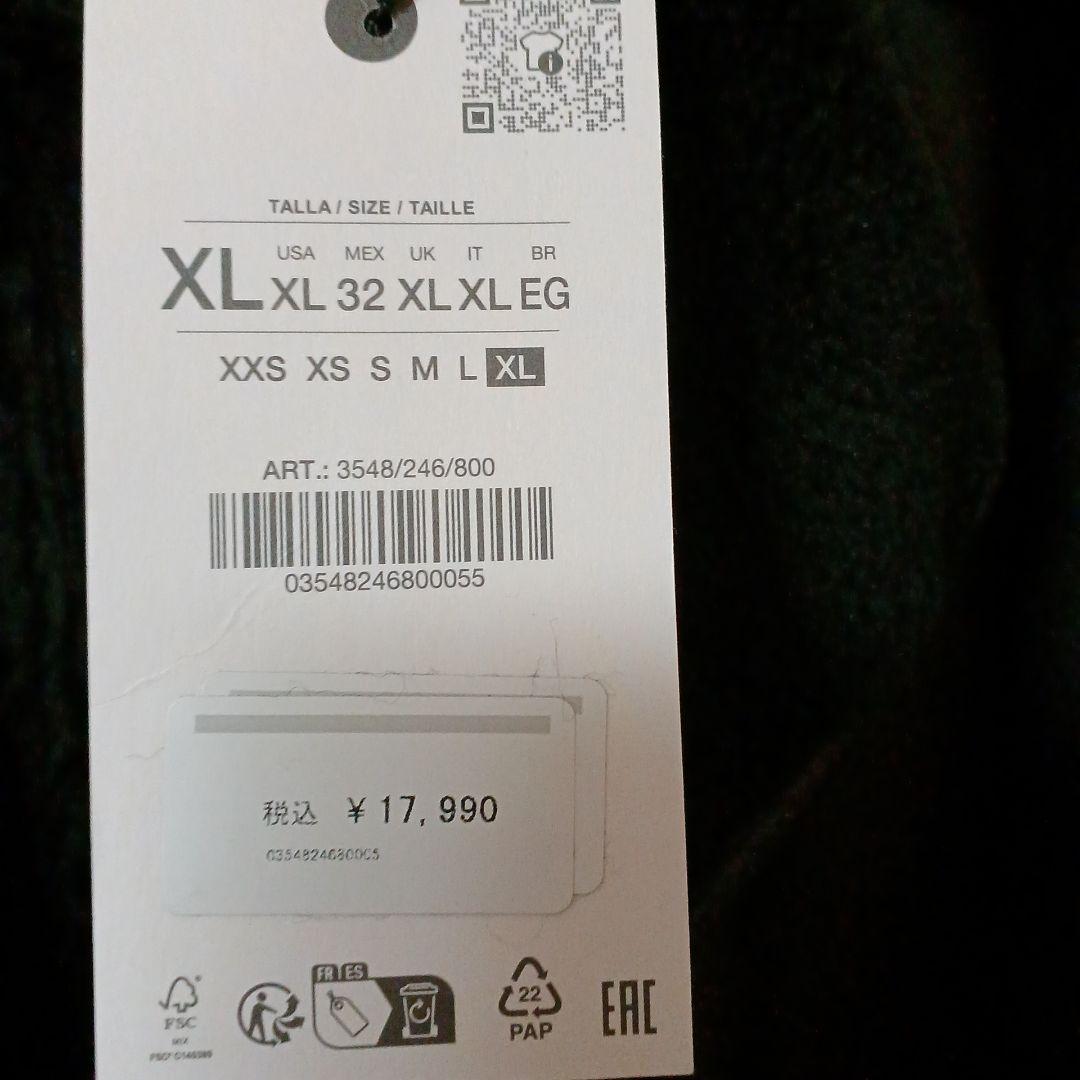 TALLA / SIZE / TAILLE
USA MEX UK IT BR
XL XL 32 XL XL EG
XXS XS S M L XL
ART.: 3548/246/800
03548246800055
税込 ¥17,990
FR ES
FSC
MIX
22
PAP
EAC